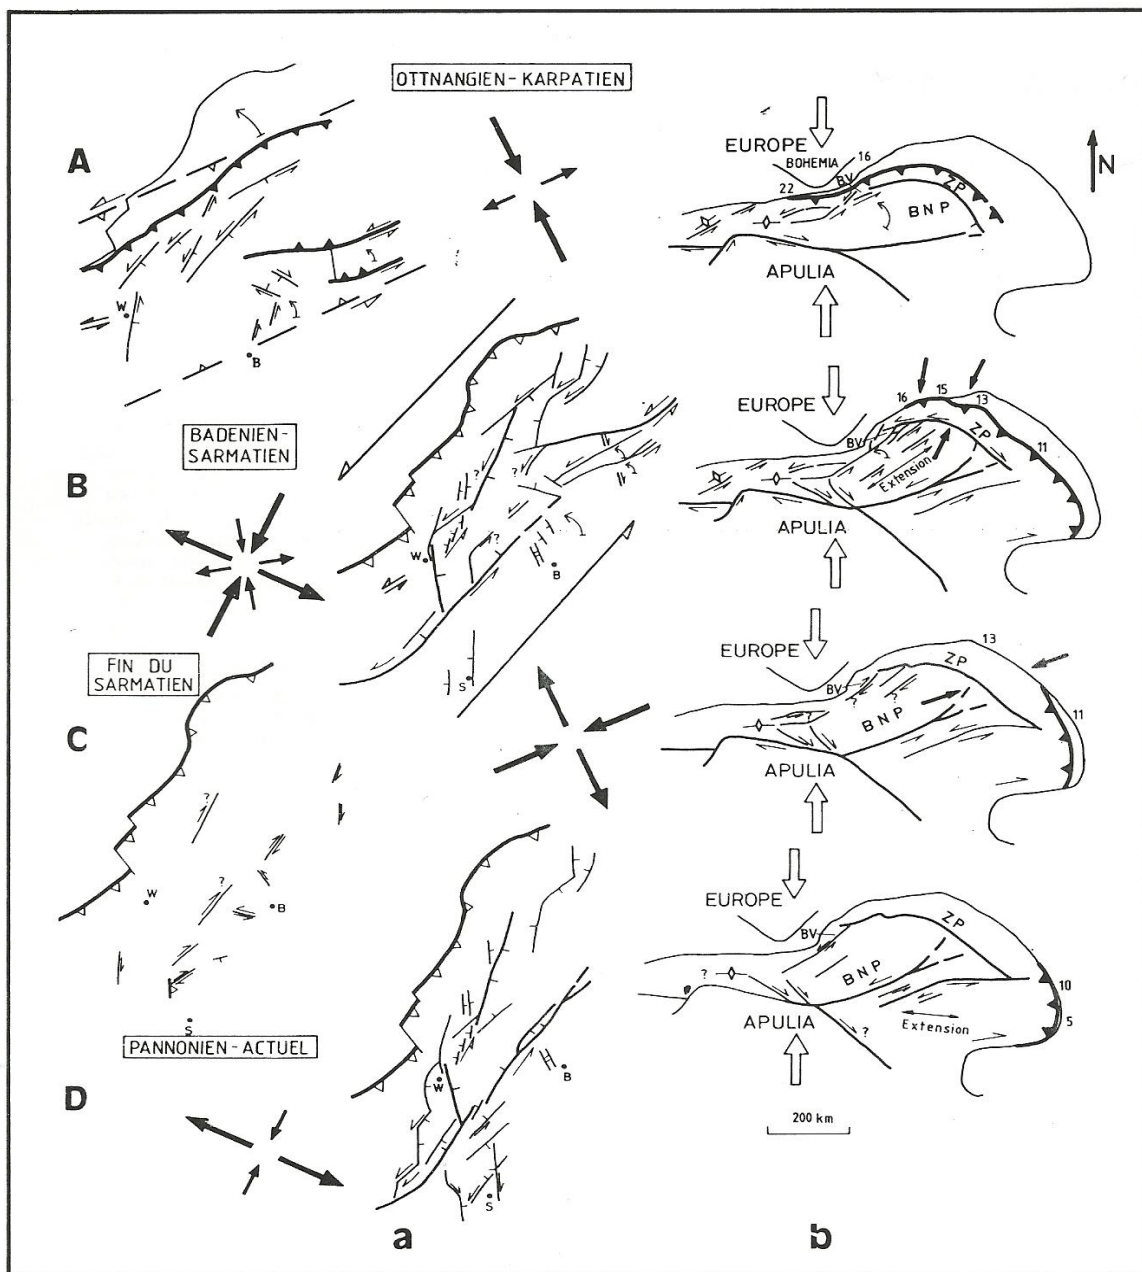 OTTNANGIEN-KARPATIEN
A
W
B
EUROPE
BOHEMIA
16
BV
22
ZP
BNP
APULIA
N
BADENIEN-
SARMATIEN
B
?
?
W
B
S
EUROPE
16
15
13
BV
ZP
11
Extension
APULIA
FIN DU
SARMATIEN
C
?
?
W
B
S
EUROPE
13
BV
?
?
ZP
?
BNP
11
APULIA
PANNONIEN-ACTUEL
D
W
B
S
EUROPE
BV
ZP
BNP
?
10
5
Extension
APULIA
?
200 km
a
b